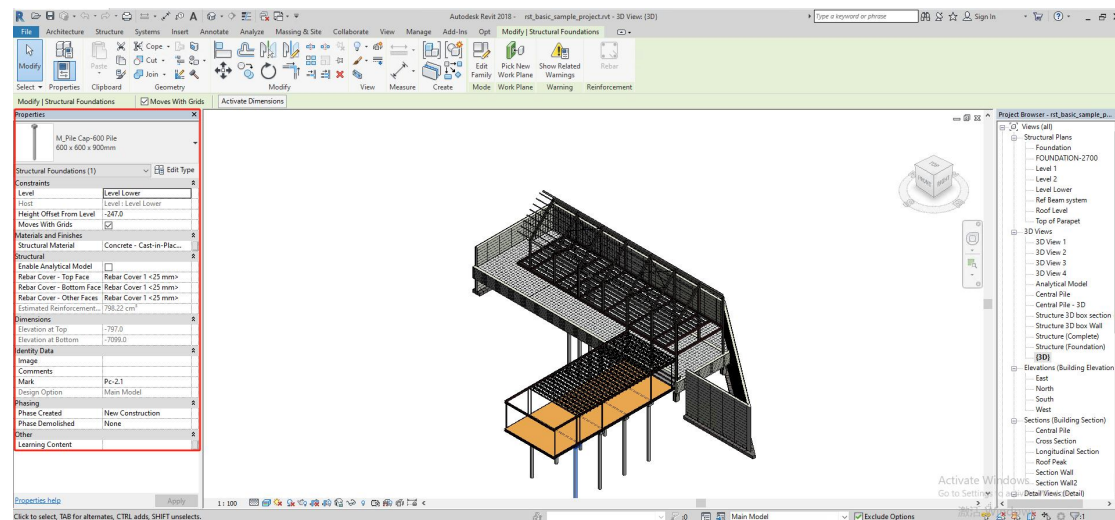 Autodesk Revit 2018 - rst_basic_sample_project.rvt - 3D View: {3D}
Type a keyword or phrase
Sign In
File Architecture Structure Systems Insert Annotate Analyze Massing & Site Collaborate View Manage Add-Ins Opt Modify | Structural Foundations
Modify
Paste
Cope
Cut
Join
Edit Family
Pick New Work Plane
Show Related Warnings
Rebar
Select Properties Clipboard Geometry Modify View Measure Create Mode Work Plane Warning Reinforcement
Modify | Structural Foundations Moves With Grids Activate Dimensions
Properties
M_Pile Cap-600 Pile
600 x 600 x 900mm
Structural Foundations (1) Edit Type
Constraints
Level Level Lower
Host Level : Level Lower
Height Offset From Level -247.0
Moves With Grids
Materials and Finishes
Structural Material Concrete - Cast-in-Plac...
Structural
Enable Analytical Model
Rebar Cover - Top Face Rebar Cover 1 <25 mm>
Rebar Cover - Bottom Face Rebar Cover 1 <25 mm>
Rebar Cover - Other Faces Rebar Cover 1 <25 mm>
Estimated Reinforcement... 798.22 cm³
Dimensions
Elevation at Top -797.0
Elevation at Bottom -7099.0
Identity Data
Image
Comments
Mark Pc-2.1
Design Option Main Model
Phasing
Phase Created New Construction
Phase Demolished None
Other
Learning Content
Properties help Apply
TOP
FRONT
RIGHT
1 : 100
Project Browser - rst_basic_sample_p...
Views (all)
Structural Plans
Foundation
FOUNDATION-2700
Level 1
Level 2
Level Lower
Ref Beam system
Roof Level
Top of Parapet
3D Views
3D View 1
3D View 2
3D View 3
3D View 4
Analytical Model
Central Pile
Central Pile - 3D
Structure 3D box section
Structure 3D box Wall
Structure (Complete)
Structure (Foundation)
{3D}
Elevations (Building Elevation
East
North
South
West
Sections (Building Section)
Central Pile
Cross Section
Longitudinal Section
Roof Peak
Section Wall
Section Wall2
Detail Views (Detail)
Activate Windows
Go to Settin
Click to select, TAB for alternates, CTRL adds, SHIFT unselects.
:0 Main Model Exclude Options :1